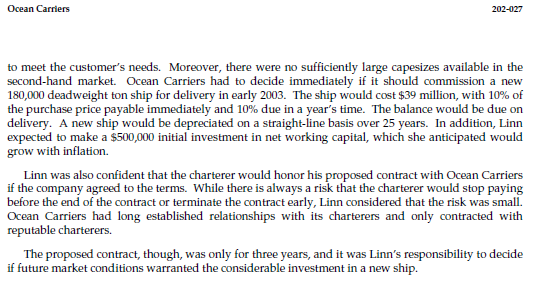 Ocean Carriers 202-027
to meet the customer's needs. Moreover, there were no sufficiently large capesizes available in the
second-hand market. Ocean Carriers had to decide immediately if it should commission a new
180,000 deadweight ton ship for delivery in early 2003. The ship would cost $39 million, with 10% of
the purchase price payable immediately and 10% due in a year's time. The balance would be due on
delivery. A new ship would be depreciated on a straight-line basis over 25 years. In addition, Linn
expected to make a $500,000 initial investment in net working capital, which she anticipated would
grow with inflation.
Linn was also confident that the charterer would honor his proposed contract with Ocean Carriers
if the company agreed to the terms. While there is always a risk that the charterer would stop paying
before the end of the contract or terminate the contract early, Linn considered that the risk was small.
Ocean Carriers had long established relationships with its charterers and only contracted with
reputable charterers.
The proposed contract, though, was only for three years, and it was Linn's responsibility to decide
if future market conditions warranted the considerable investment in a new ship.